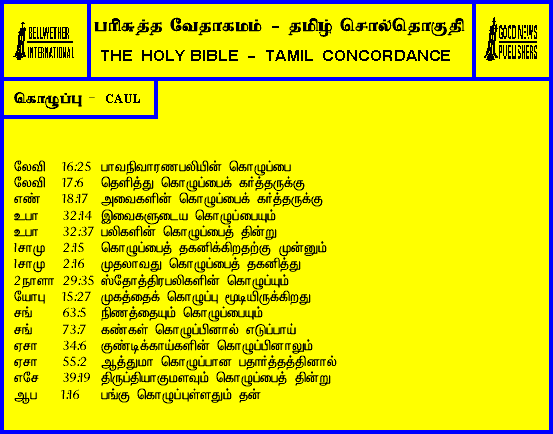 BELLWETHER
INTERNATIONAL
பரிசுத்த வேதாகமம் - தமிழ் சொல்தொகுதி
THE HOLY BIBLE - TAMIL CONCORDANCE
GOOD NEWS
PUBLISHERS
கொழுப்பு - CAUL
லேவி 16:25 பாவநிவாரணபலியின் கொழுப்பை
லேவி 17:6 தெளித்து கொழுப்பைக் கர்த்தருக்கு
எண் 18:17 அவைகளின் கொழுப்பைக் கர்த்தருக்கு
உபா 32:14 இவைகளுடைய கொழுப்பையும்
உபா 32:37 பலிகளின் கொழுப்பைத் தின்று
1சாமு 2:15 கொழுப்பைத் தகனிக்கிறதற்கு முன்னும்
1சாமு 2:16 முதலாவது கொழுப்பைத் தகனித்து
2நாளா 29:35 ஸ்தோத்திரபலிகளின் கொழுப்பும்
யோபு 15:27 முகத்தைக் கொழுப்பு மூடியிருக்கிறது
சங் 63:5 நிணத்தையும் கொழுப்பையும்
சங் 73:7 கண்கள் கொழுப்பினால் எடுப்பாய்
ஏசா 34:6 குண்டிக்காய்களின் கொழுப்பினாலும்
ஏசா 55:2 ஆத்துமா கொழுப்பான பதார்த்தத்தினால்
எசே 39:19 திருப்தியாகுமளவும் கொழுப்பைத் தின்று
ஆப 1:16 பங்கு கொழுப்புள்ளதும் தன்